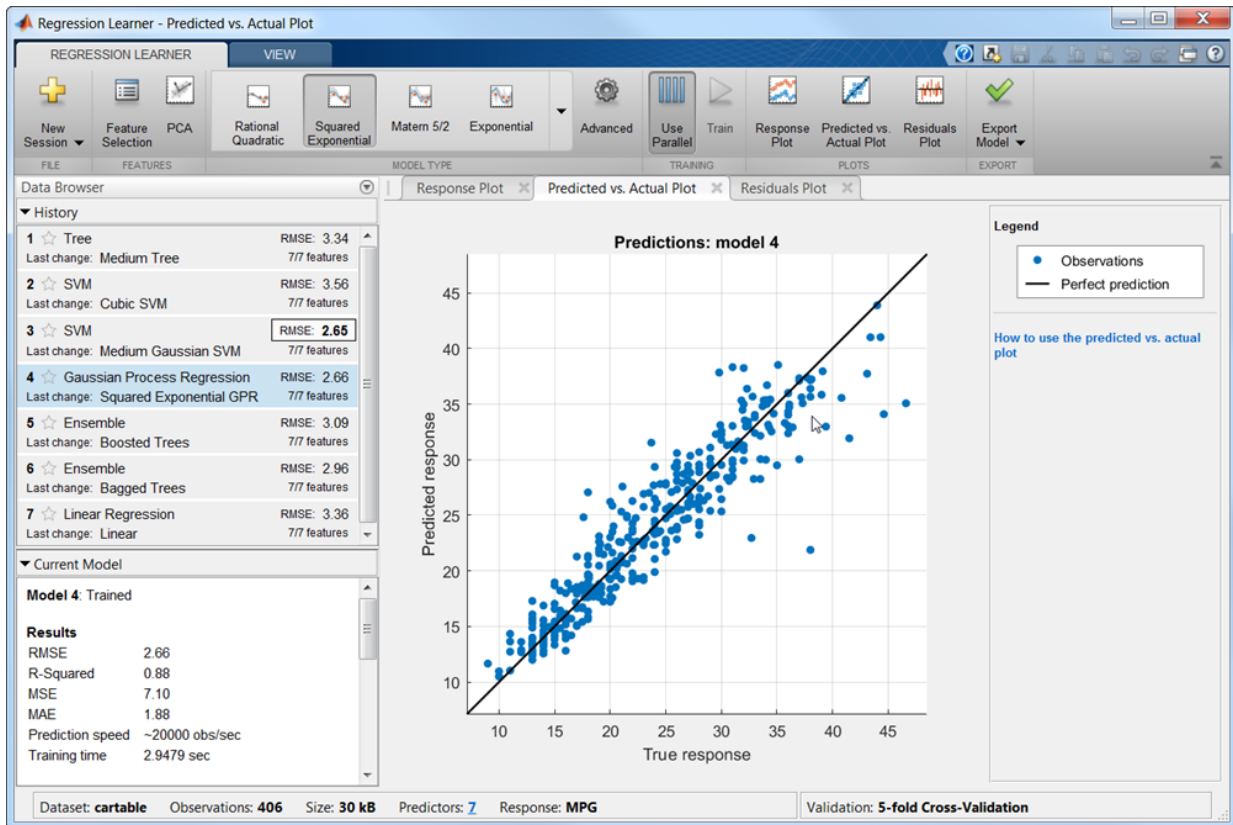 Regression Learner - Predicted vs. Actual Plot
REGRESSION LEARNER VIEW
New Session
Feature Selection
PCA
Rational Quadratic
Squared Exponential
Matern 5/2
Exponential
Advanced
Use Parallel
Train
Response Plot
Predicted vs. Actual Plot
Residuals Plot
Export Model
FILE FEATURES MODEL TYPE TRAINING PLOTS EXPORT
Data Browser
History
1 Tree RMSE: 3.34
Last change: Medium Tree 7/7 features
2 SVM RMSE: 3.56
Last change: Cubic SVM 7/7 features
3 SVM RMSE: 2.65
Last change: Medium Gaussian SVM 7/7 features
4 Gaussian Process Regression RMSE: 2.66
Last change: Squared Exponential GPR 7/7 features
5 Ensemble RMSE: 3.09
Last change: Boosted Trees 7/7 features
6 Ensemble RMSE: 2.96
Last change: Bagged Trees 7/7 features
7 Linear Regression RMSE: 3.36
Last change: Linear 7/7 features
Current Model
Model 4: Trained
Results
RMSE 2.66
R-Squared 0.88
MSE 7.10
MAE 1.88
Prediction speed ~20000 obs/sec
Training time 2.9479 sec
Response Plot Predicted vs. Actual Plot Residuals Plot
Predictions: model 4
45
40
35
30
25
20
15
10
Predicted response
10 15 20 25 30 35 40 45
True response
Legend
Observations
Perfect prediction
How to use the predicted vs. actual
plot
Dataset: cartable Observations: 406 Size: 30 kB Predictors: 7 Response: MPG Validation: 5-fold Cross-Validation